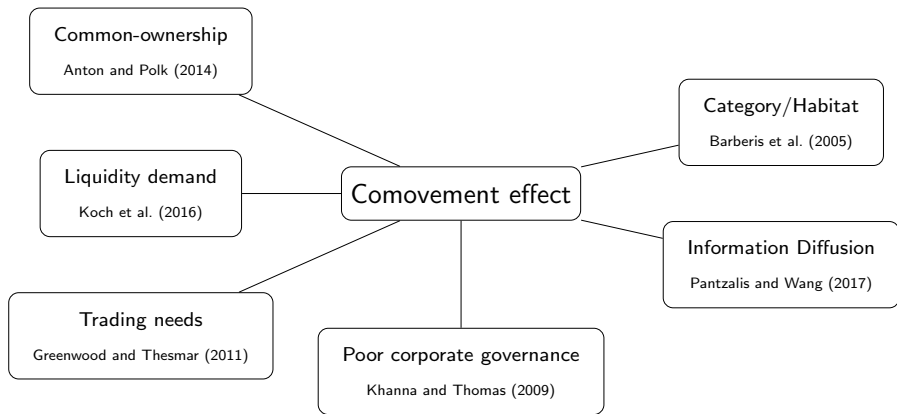 Common-ownership
Anton and Polk (2014)
Category/Habitat
Barberis et al. (2005)
Liquidity demand
Koch et al. (2016)
Comovement effect
Information Diffusion
Pantzalis and Wang (2017)
Trading needs
Greenwood and Thesmar (2011)
Poor corporate governance
Khanna and Thomas (2009)